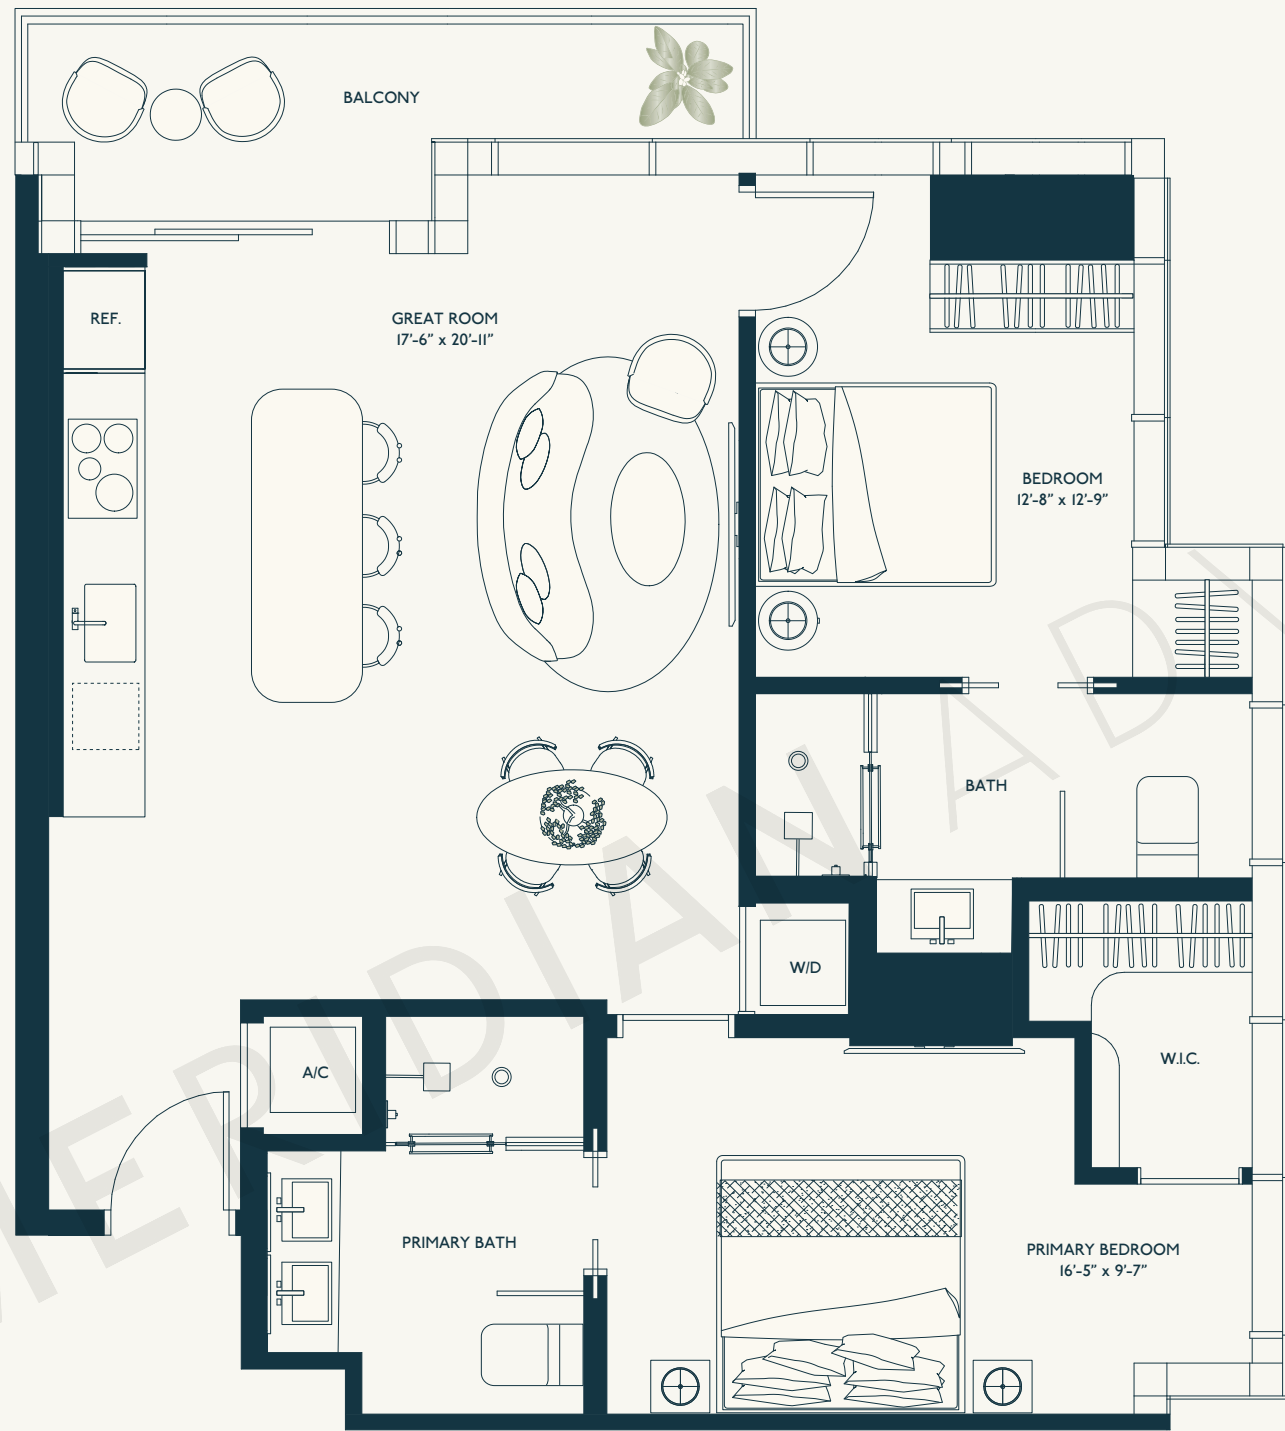 BALCONY
REF.
GREAT ROOM
17'-6" x 20'-11"
BEDROOM
12'-8" x 12'-9"
BATH
W/D
A/C
W.I.C.
PRIMARY BATH
PRIMARY BEDROOM
16'-5" x 9'-7"
MERIDIAN